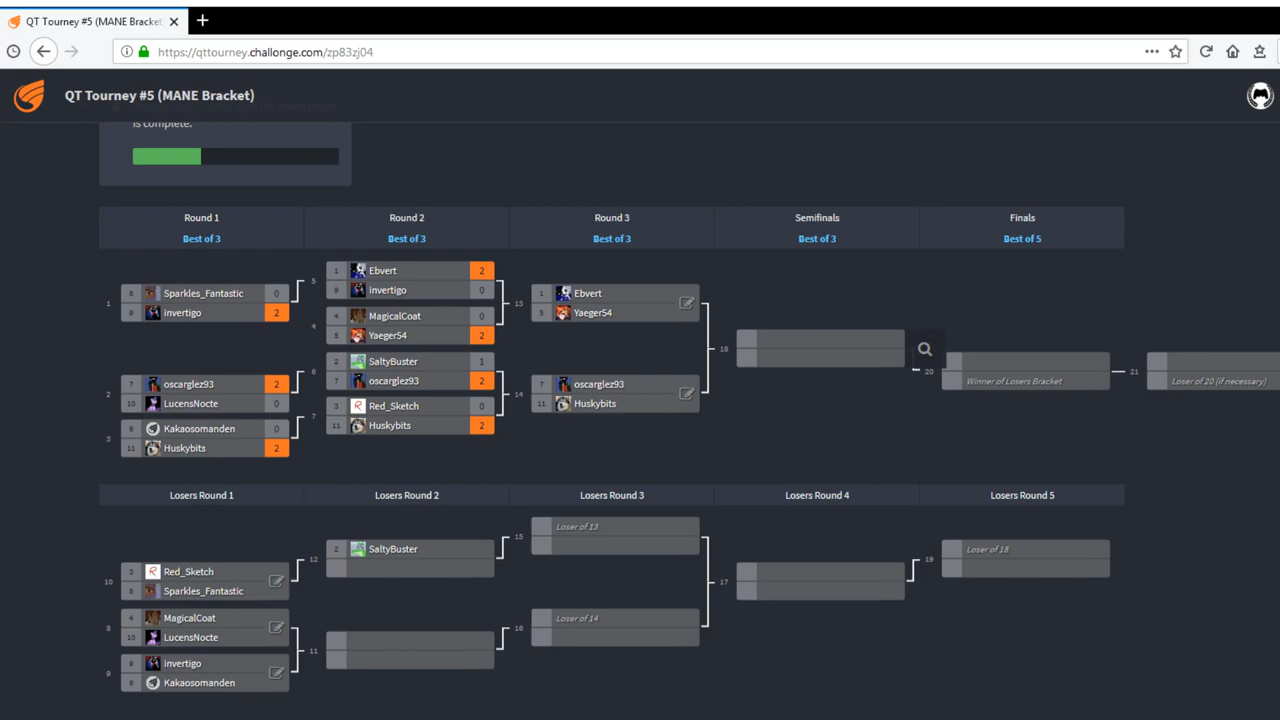 QT Tourney #5 (MANE Bracket)
https://qttourney.challonge.com/zp83zj04
QT Tourney #5 (MANE Bracket)
is complete.
Round 1
Round 2
Round 3
Semifinals
Finals
Best of 3
Best of 3
Best of 3
Best of 3
Best of 5
1
8 Sparkles_Fantastic 0
9 invertigo 2
2
7 oscarglez93 2
10 LucensNocte 0
3
6 Kakaosomanden 0
11 Huskybits 2
5
1 Ebvert 2
9 invertigo 0
4
4 MagicalCoat 0
5 Yaeger54 2
6
2 SaltyBuster 1
7 oscarglez93 2
7
3 Red_Sketch 0
11 Huskybits 2
13
1 Ebvert
5 Yaeger54
14
7 oscarglez93
11 Huskybits
18
20
Winner of Losers Bracket
21
Loser of 20 (if necessary)
Losers Round 1
Losers Round 2
Losers Round 3
Losers Round 4
Losers Round 5
10
3 Red_Sketch
8 Sparkles_Fantastic
8
4 MagicalCoat
10 LucensNocte
9
9 invertigo
6 Kakaosomanden
12
2 SaltyBuster
11
15
Loser of 13
16
Loser of 14
17
19
Loser of 18